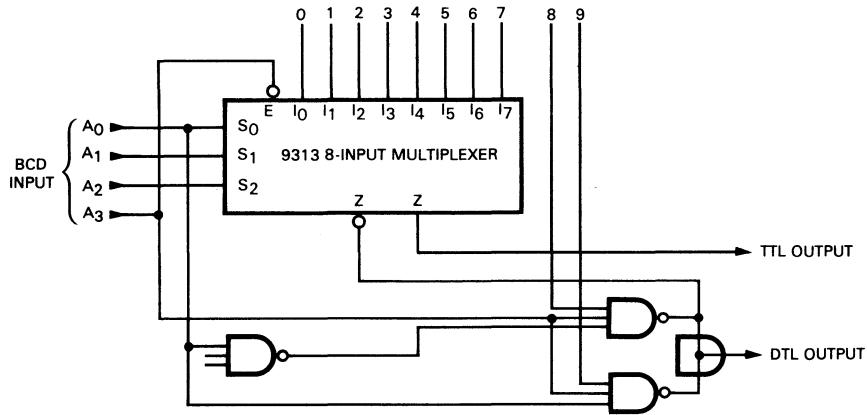 0 1 2 3 4 5 6 7 8 9
E I0 I1 I2 I3 I4 I5 I6 I7
A0 S0
BCD INPUT
A1 S1 9313 8-INPUT MULTIPLEXER
A2 S2
A3
Z Z
TTL OUTPUT
DTL OUTPUT